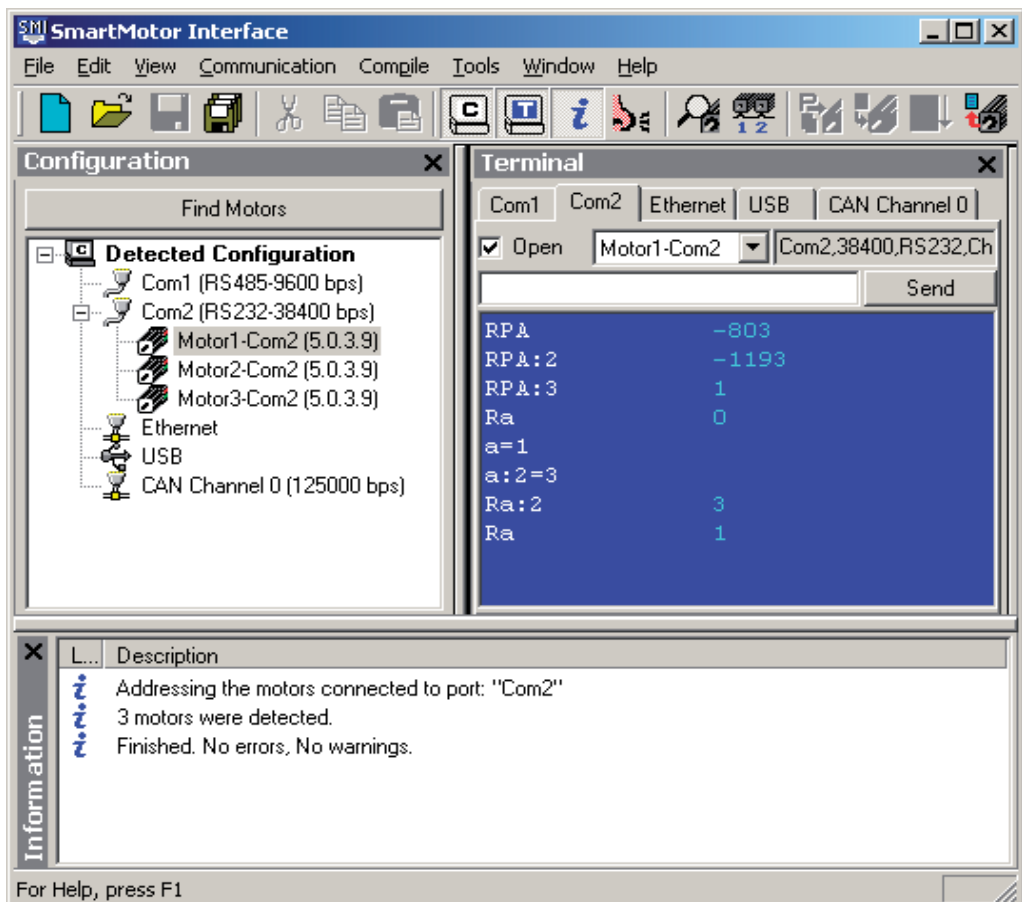 SMI SmartMotor Interface
File Edit View Communication Compile Tools Window Help
C T i 1 2
Configuration
Find Motors
C Detected Configuration
Com1 (RS485-9600 bps)
Com2 (RS232-38400 bps)
Motor1-Com2 (5.0.3.9)
Motor2-Com2 (5.0.3.9)
Motor3-Com2 (5.0.3.9)
Ethernet
USB
CAN Channel 0 (125000 bps)
Terminal
Com1 Com2 Ethernet USB CAN Channel 0
Open Motor1-Com2 Com2,38400,RS232,Ch
Send
RPA -803
RPA:2 -1193
RPA:3 1
Ra 0
a=1
a:2=3
Ra:2 3
Ra 1
Information
L... Description
i Addressing the motors connected to port: "Com2"
i 3 motors were detected.
i Finished. No errors, No warnings.
For Help, press F1